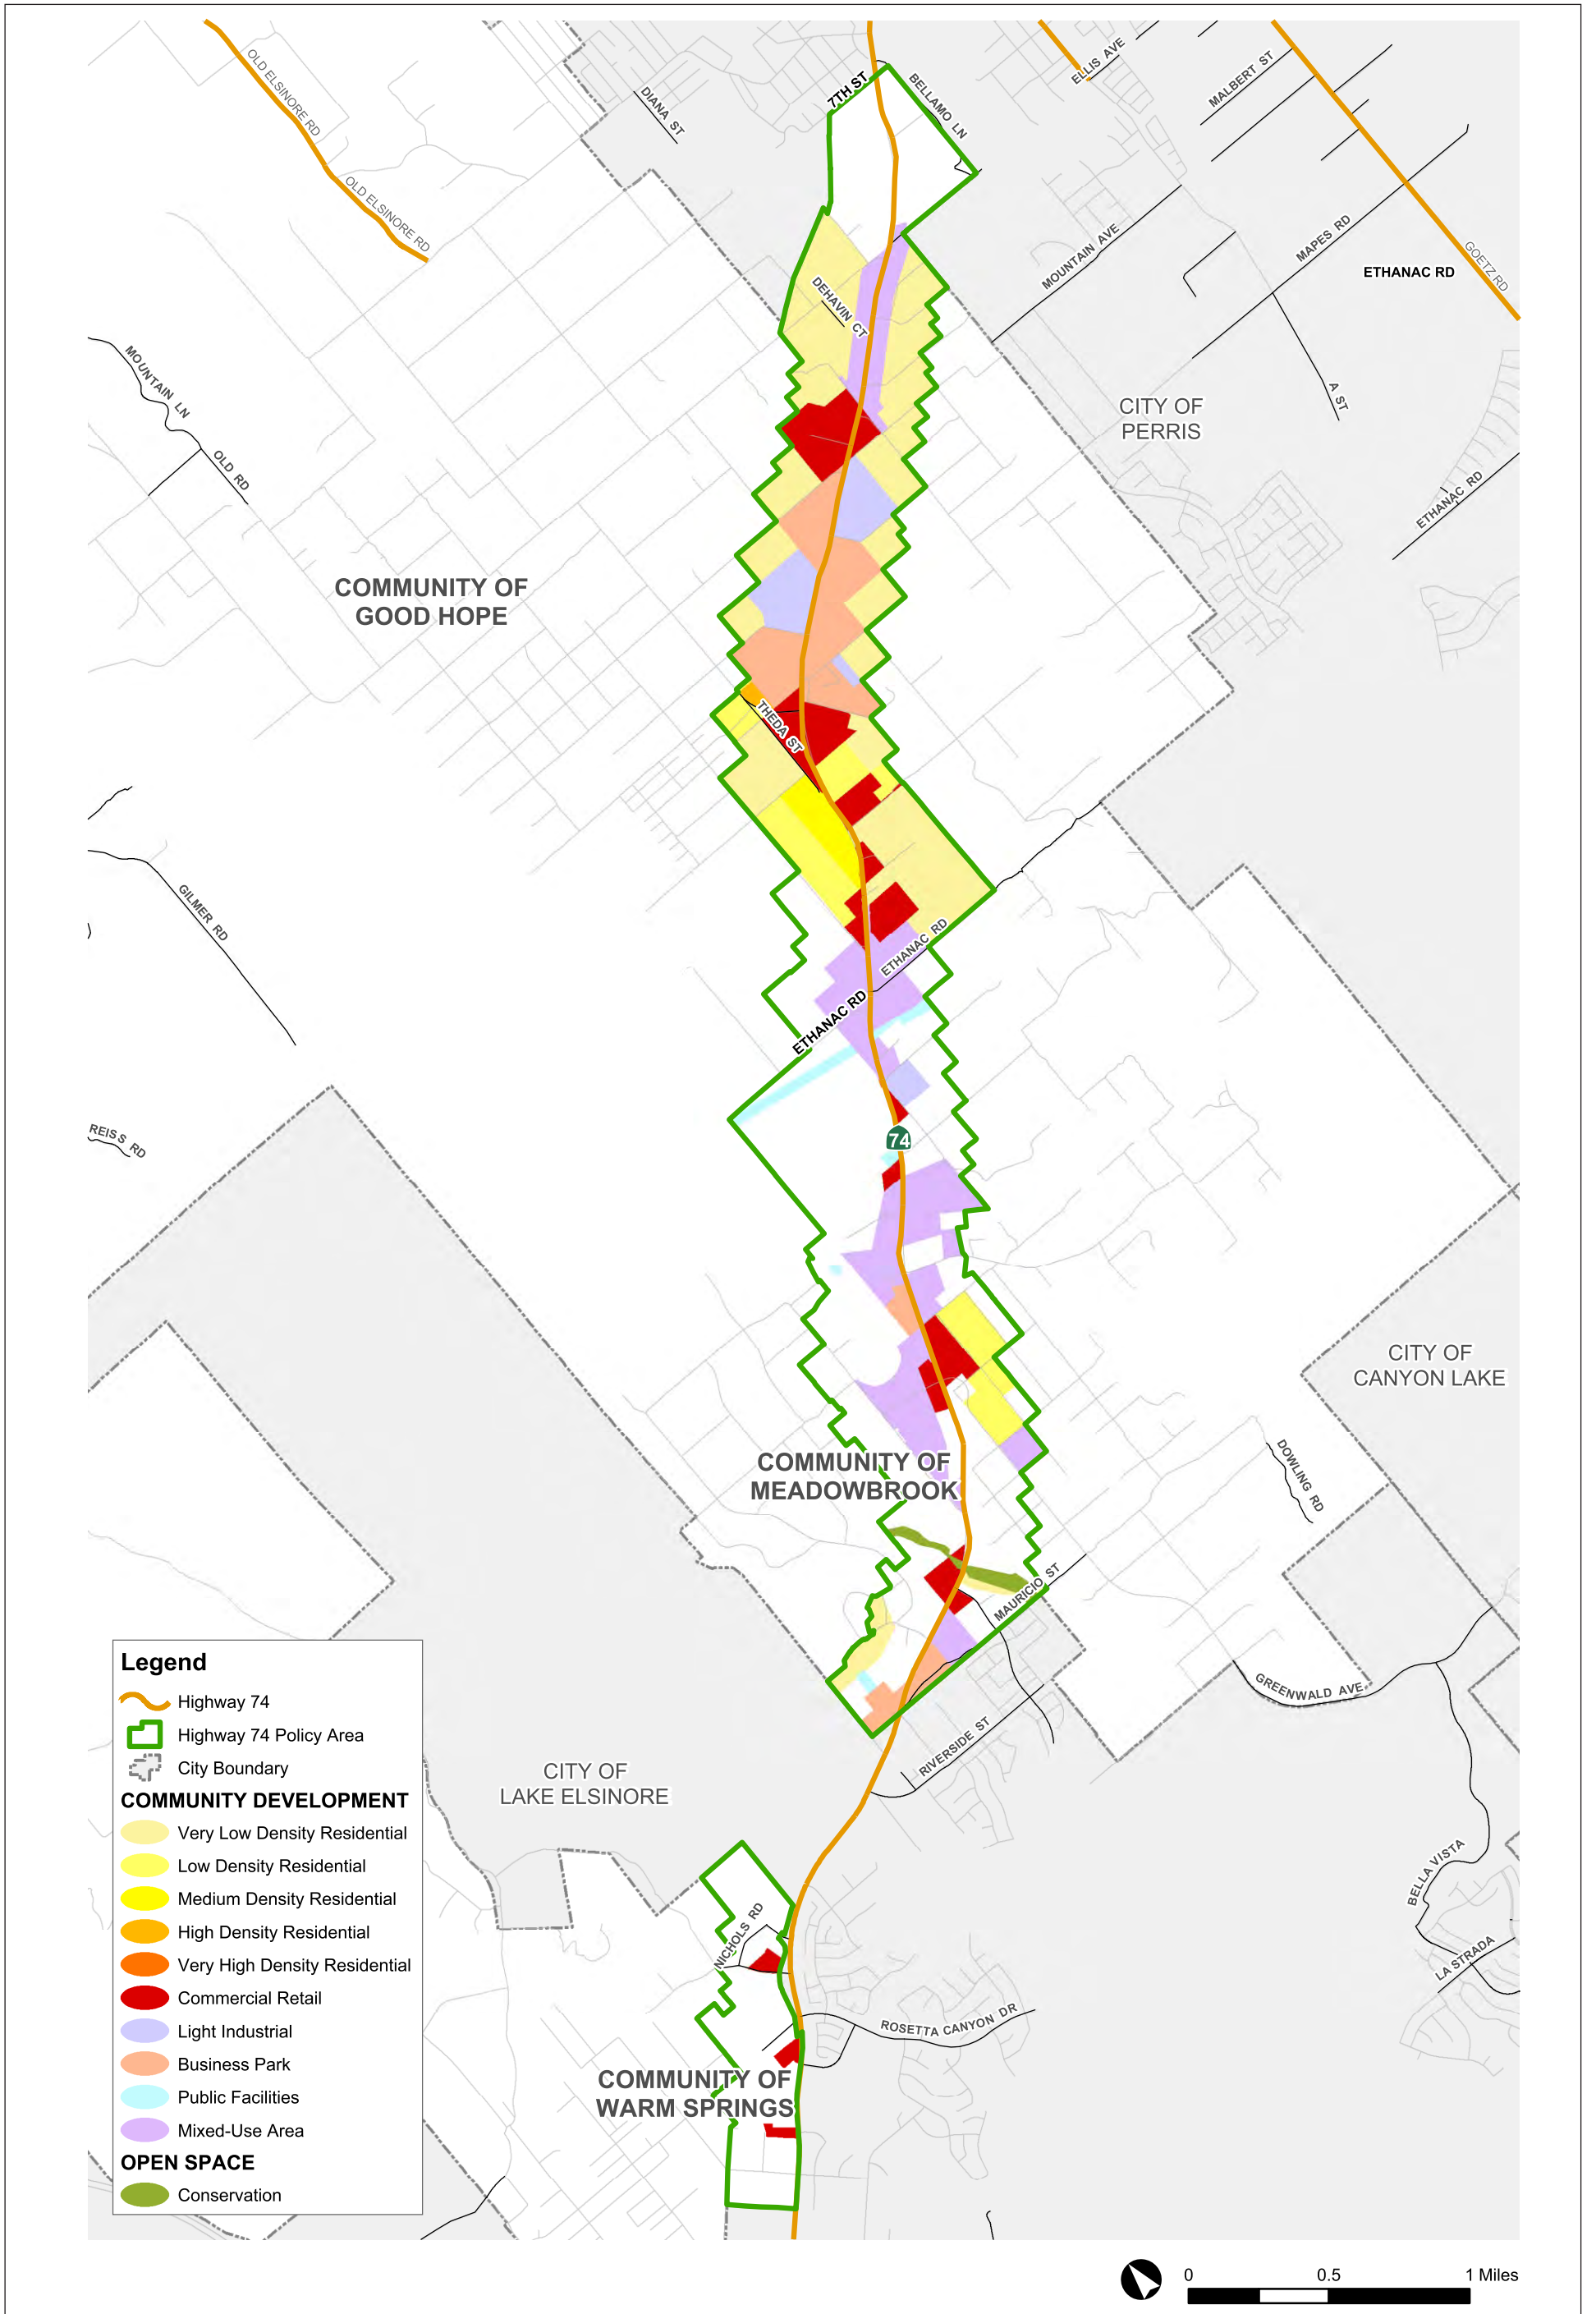 OLD ELSINORE RD
OLD ELSINORE RD
DIANA ST
7TH ST
BELLAMO LN
ELLIS AVE
MALBERT ST
MOUNTAIN AVE
MAPES RD
ETHANAC RD
GOETZ RD
DEHAVIN CT
MOUNTAIN LN
OLD RD
A ST
CITY OF
PERRIS
ETHANAC RD
COMMUNITY OF
GOOD HOPE
THEDA ST
GILMER RD
ETHANAC RD
ETHANAC RD
REISS RD
74
CITY OF
CANYON LAKE
COMMUNITY OF
MEADOWBROOK
DOWLING RD
MAURICIO ST
GREENWALD AVE
RIVERSIDE ST
CITY OF
LAKE ELSINORE
BELLA VISTA
LA STRADA
NICHOLS RD
ROSETTA CANYON DR
COMMUNITY OF
WARM SPRINGS
Legend
Highway 74
Highway 74 Policy Area
City Boundary
COMMUNITY DEVELOPMENT
Very Low Density Residential
Low Density Residential
Medium Density Residential
High Density Residential
Very High Density Residential
Commercial Retail
Light Industrial
Business Park
Public Facilities
Mixed-Use Area
OPEN SPACE
Conservation
0 0.5 1 Miles